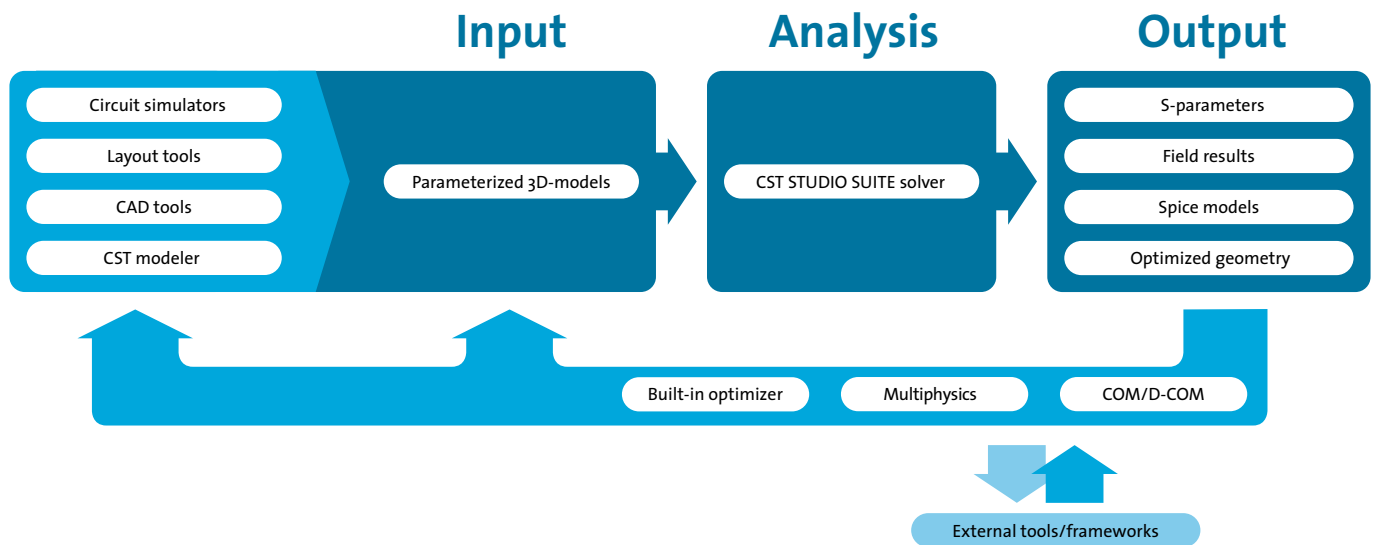 Input
Analysis
Output
Circuit simulators
Layout tools
CAD tools
CST modeler
Parameterized 3D-models
CST STUDIO SUITE solver
S-parameters
Field results
Spice models
Optimized geometry
Built-in optimizer
Multiphysics
COM/D-COM
External tools/frameworks